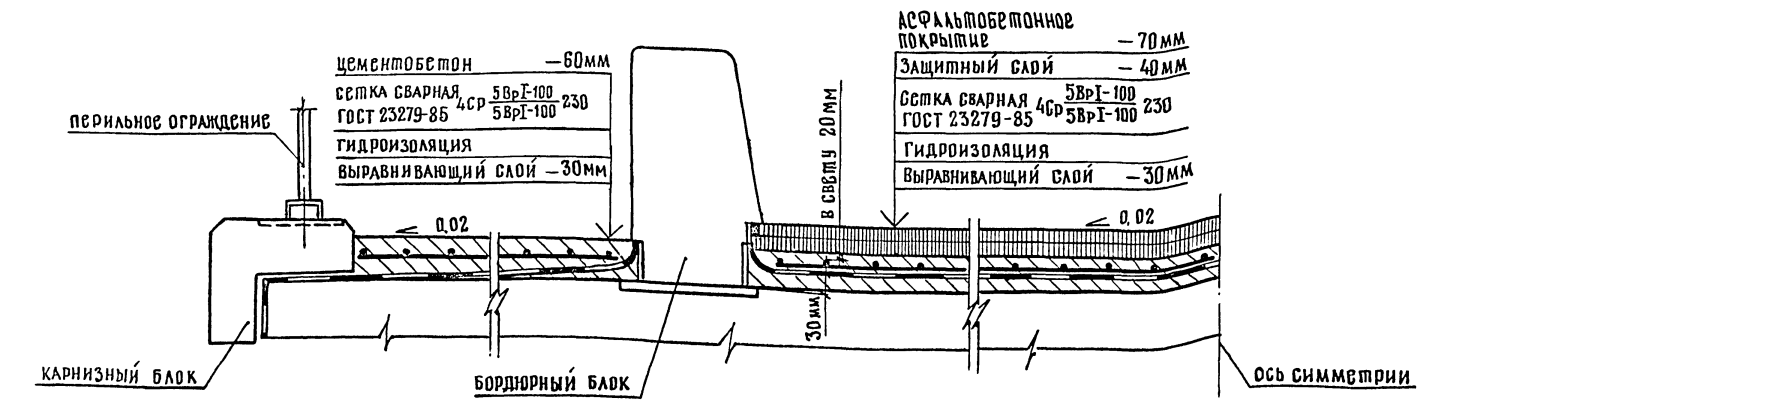 АСФАЛЬТОБЕТОННОЕ
ПОКРЫТИЕ — 70мм
ЗАЩИТНЫЙ СЛОЙ — 40мм
СЕТКА СВАРНАЯ
ГОСТ 23279-85 4Ср 5ВрI-100/5ВрI-100 230
ГИДРОИЗОЛЯЦИЯ
ВЫРАВНИВАЮЩИЙ СЛОЙ — 30мм
ЦЕМЕНТОБЕТОН — 60мм
СЕТКА СВАРНАЯ
ГОСТ 23279-85 4Ср 5ВрI-100/5ВрI-100 230
ГИДРОИЗОЛЯЦИЯ
ВЫРАВНИВАЮЩИЙ СЛОЙ — 30мм
ПЕРИЛЬНОЕ ОГРАЖДЕНИЕ
В СВЕТУ 20мм
0,02
0,02
30мм
КАРНИЗНЫЙ БЛОК
БОРДЮРНЫЙ БЛОК
ОСЬ СИММЕТРИИ